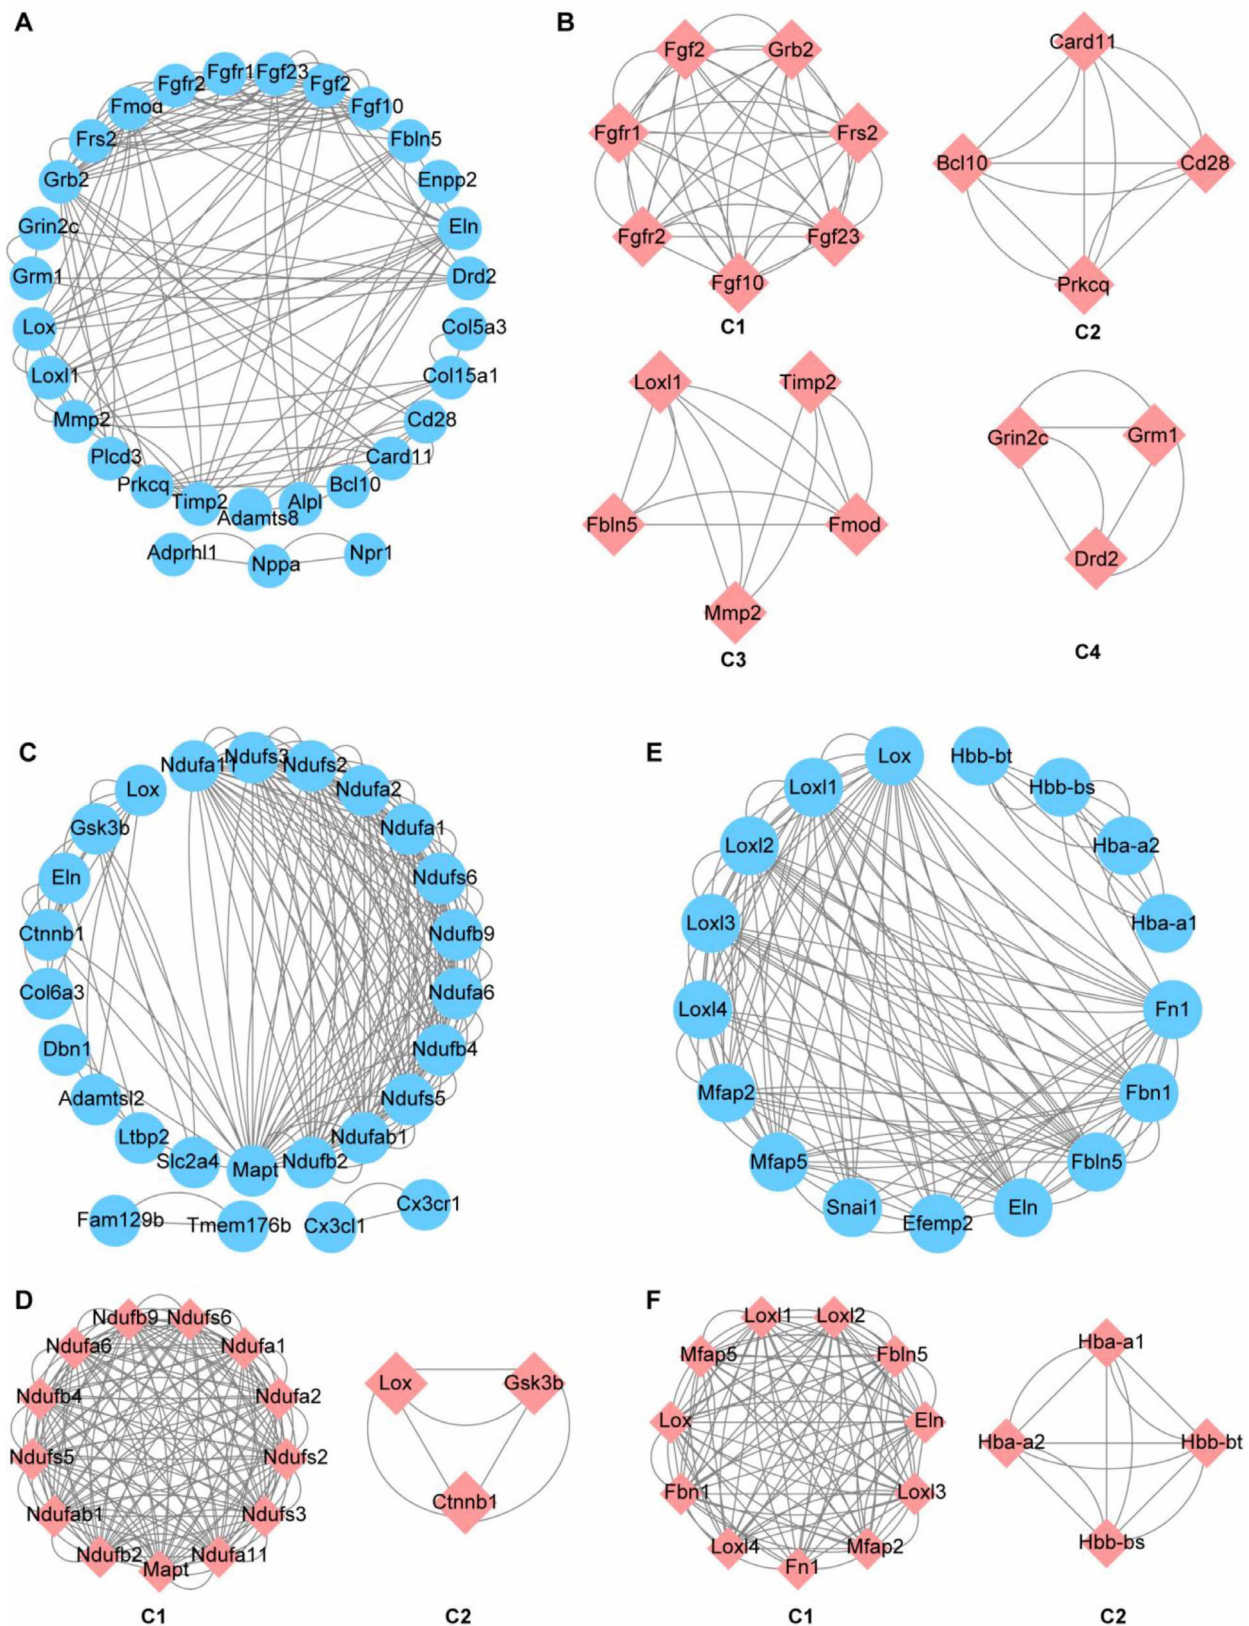 A
Fgfr1
Fgf23
Fgfr2
Fgf2
Fmod
Fgf10
Frs2
Fbln5
Grb2
Enpp2
Grin2c
Eln
Grm1
Drd2
Lox
Col5a3
Loxl1
Col15a1
Mmp2
Cd28
Plcd3
Card11
Prkcq
Bcl10
Timp2
Alpl
Adamts8
Adprhl1
Nppa
Npr1
B
Fgf2
Grb2
Fgfr1
Frs2
Fgfr2
Fgf23
Fgf10
C1
Card11
Bcl10
Cd28
Prkcq
C2
Loxl1
Timp2
Fbln5
Fmod
Mmp2
C3
Grin2c
Grm1
Drd2
C4
C
Ndufa11
Ndufs3
Ndufs2
Lox
Ndufa2
Gsk3b
Ndufa1
Eln
Ndufs6
Ctnnb1
Ndufb9
Col6a3
Ndufa6
Dbn1
Ndufb4
Adamtsl2
Ndufs5
Ltbp2
Ndufab1
Slc2a4
Mapt
Ndufb2
Fam129b
Tmem176b
Cx3cl1
Cx3cr1
E
Lox
Hbb-bt
Loxl1
Hbb-bs
Loxl2
Hba-a2
Loxl3
Hba-a1
Loxl4
Fn1
Mfap2
Fbn1
Mfap5
Fbln5
Snai1
Efemp2
Eln
D
Ndufb9
Ndufs6
Ndufa6
Ndufa1
Ndufb4
Ndufa2
Ndufs5
Ndufs2
Ndufab1
Ndufs3
Ndufb2
Mapt
Ndufa11
C1
Lox
Gsk3b
Ctnnb1
C2
F
Loxl1
Loxl2
Mfap5
Fbln5
Lox
Eln
Fbn1
Loxl3
Loxl4
Fn1
Mfap2
C1
Hba-a1
Hba-a2
Hbb-bt
Hbb-bs
C2